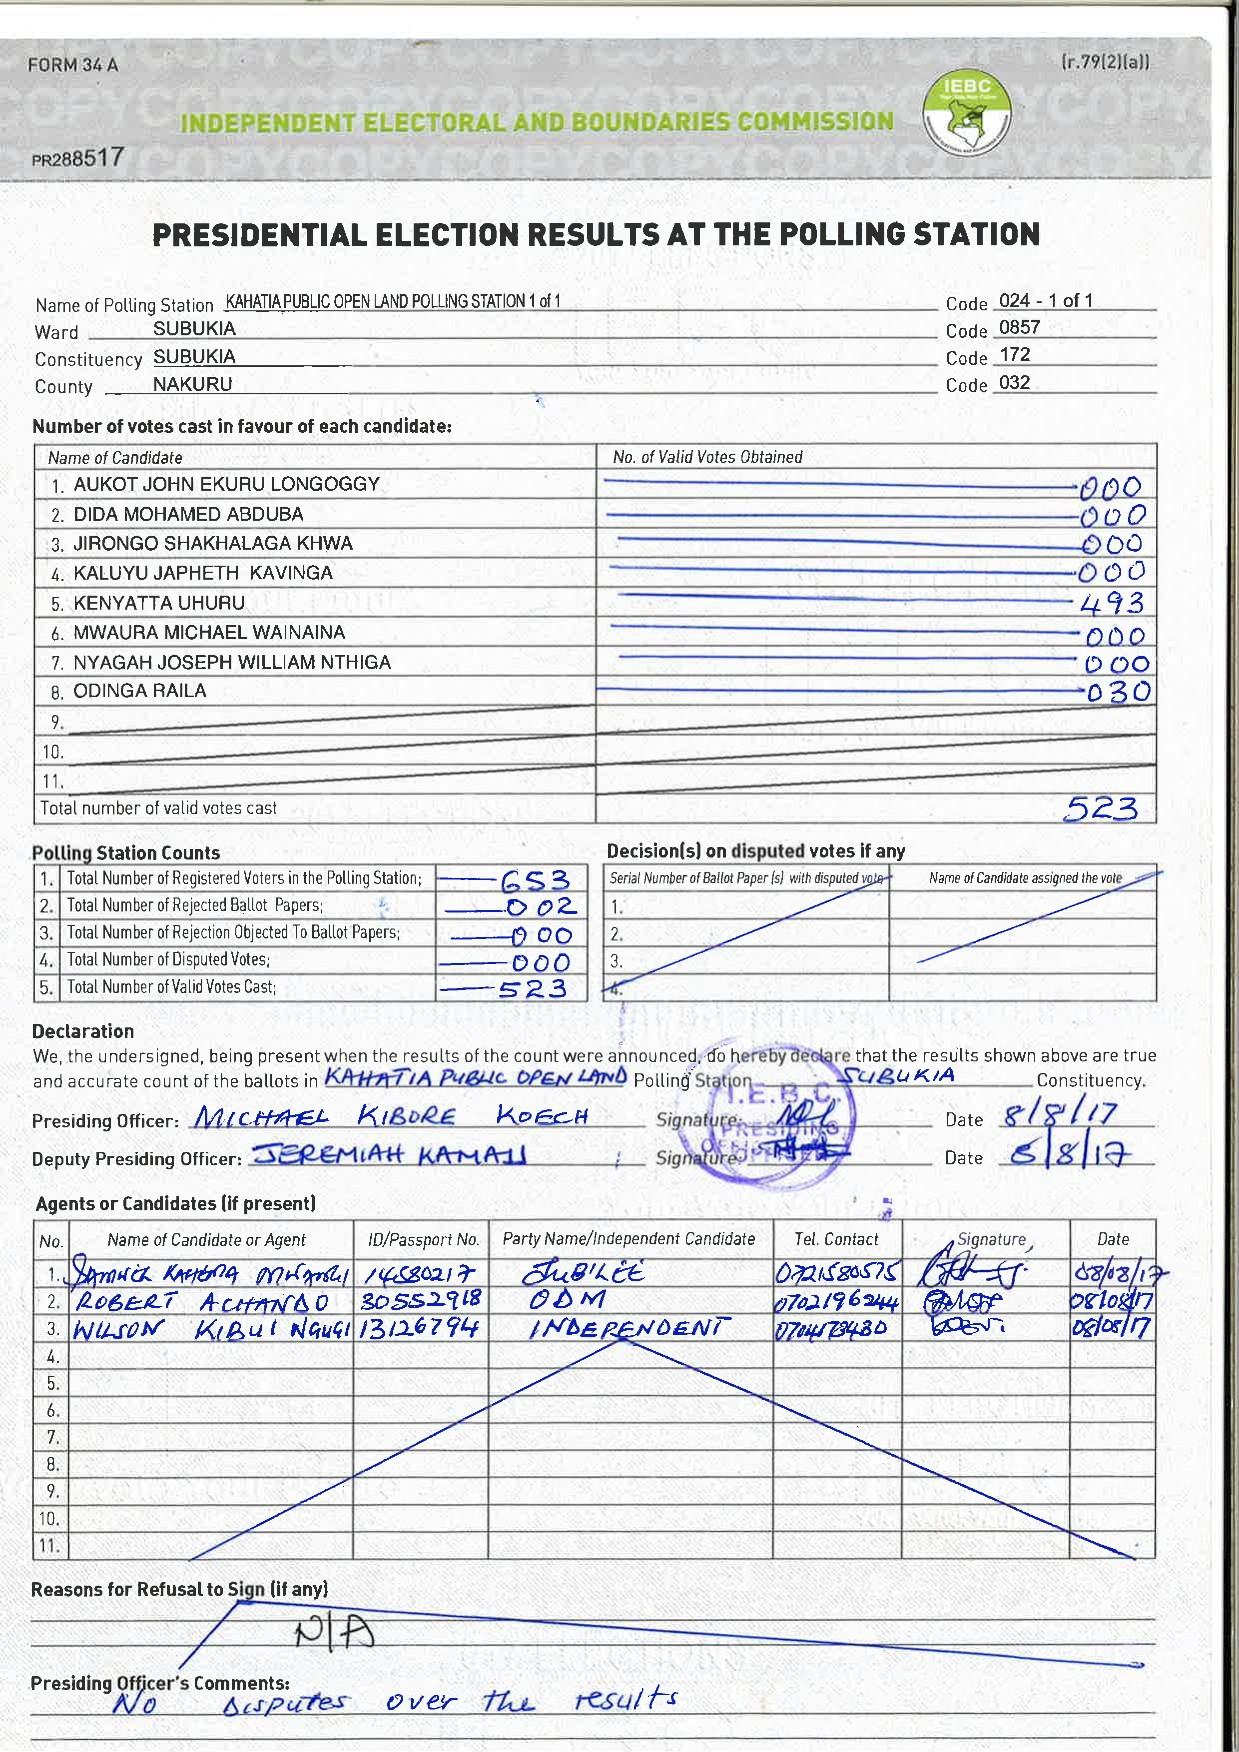 FORM 34 A
(r.79(2)(a))
IEBC
INDEPENDENT ELECTORAL AND BOUNDARIES COMMISSION
PR288517
PRESIDENTIAL ELECTION RESULTS AT THE POLLING STATION
Name of Polling Station KAHATIA PUBLIC OPEN LAND POLLING STATION 1 of 1 Code 024 - 1 of 1
Ward SUBUKIA Code 0857
Constituency SUBUKIA Code 172
County NAKURU Code 032
Number of votes cast in favour of each candidate:
Name of Candidate No. of Valid Votes Obtained
1. AUKOT JOHN EKURU LONGOGGY 000
2. DIDA MOHAMED ABDUBA 000
3. JIRONGO SHAKHALAGA KHWA 000
4. KALUYU JAPHETH KAVINGA 000
5. KENYATTA UHURU 493
6. MWAURA MICHAEL WAINAINA 000
7. NYAGAH JOSEPH WILLIAM NTHIGA 000
8. ODINGA RAILA 030
9.
10.
11.
Total number of valid votes cast 523
Polling Station Counts
1. Total Number of Registered Voters in the Polling Station; 653
2. Total Number of Rejected Ballot Papers; 002
3. Total Number of Rejection Objected To Ballot Papers; 000
4. Total Number of Disputed Votes; 000
5. Total Number of Valid Votes Cast; 523
Decision(s) on disputed votes if any
Serial Number of Ballot Paper (s) with disputed vote Name of Candidate assigned the vote
1.
2.
3.
4.
Declaration
We, the undersigned, being present when the results of the count were announced, do hereby declare that the results shown above are true
and accurate count of the ballots in KAHATIA PUBLIC OPEN LAND Polling Station SUBUKIA Constituency.
I.E.B.C.
PRESIDING
OFFICER
Presiding Officer: MICHAEL KIBORE KOECH Signature: Date 8/8/17
Deputy Presiding Officer: JEREMIAH KAMAU Signature: Date 8/8/17
Agents or Candidates (if present)
No. Name of Candidate or Agent ID/Passport No. Party Name/Independent Candidate Tel. Contact Signature Date
1. 14580217 JUBILEE 0721580575 08/08/17
2. ROBERT ACHANDO 30552918 ODM 0702196244 08/08/17
3. WILSON KIBUI NGUGI 13126794 INDEPENDENT 08/08/17
4.
5.
6.
7.
8.
9.
10.
11.
Reasons for Refusal to Sign (if any)
N/A
Presiding Officer's Comments:
No disputes over the results